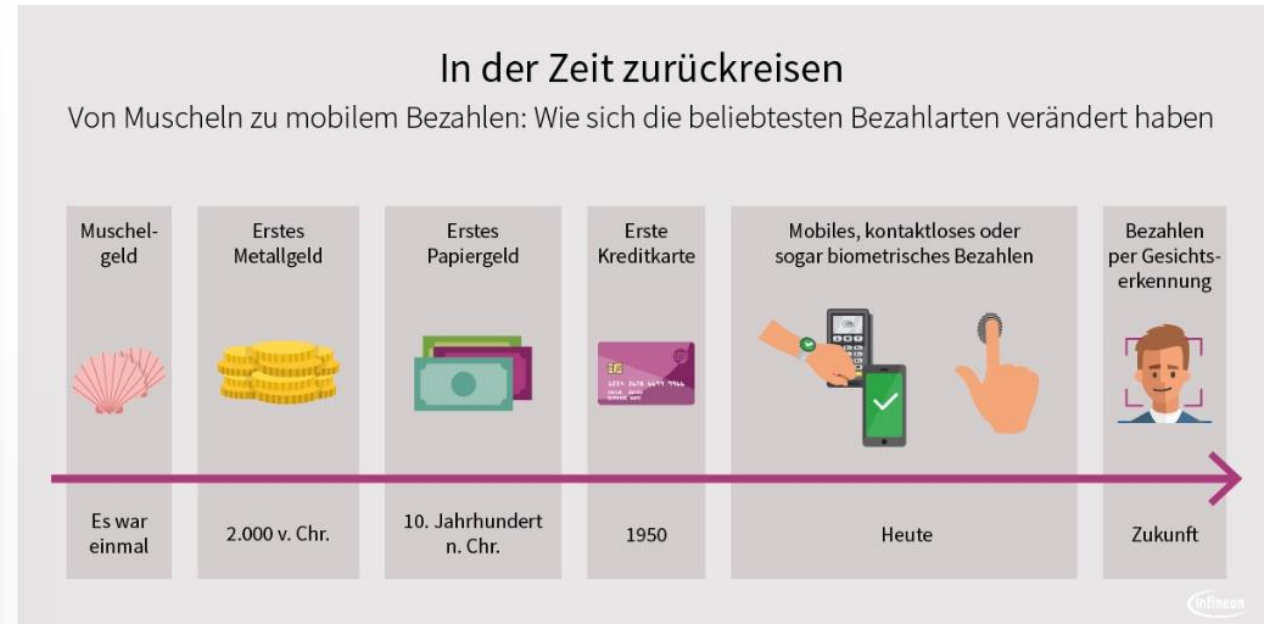 In der Zeit zurückreisen
Von Muscheln zu mobilem Bezahlen: Wie sich die beliebtesten Bezahlarten verändert haben
Muschel-
geld
Erstes
Metallgeld
Erstes
Papiergeld
Erste
Kreditkarte
Mobiles, kontaktloses oder
sogar biometrisches Bezahlen
Bezahlen
per Gesichts-
erkennung
Es war
einmal
2.000 v. Chr.
10. Jahrhundert
n. Chr.
1950
Heute
Zukunft
infineon